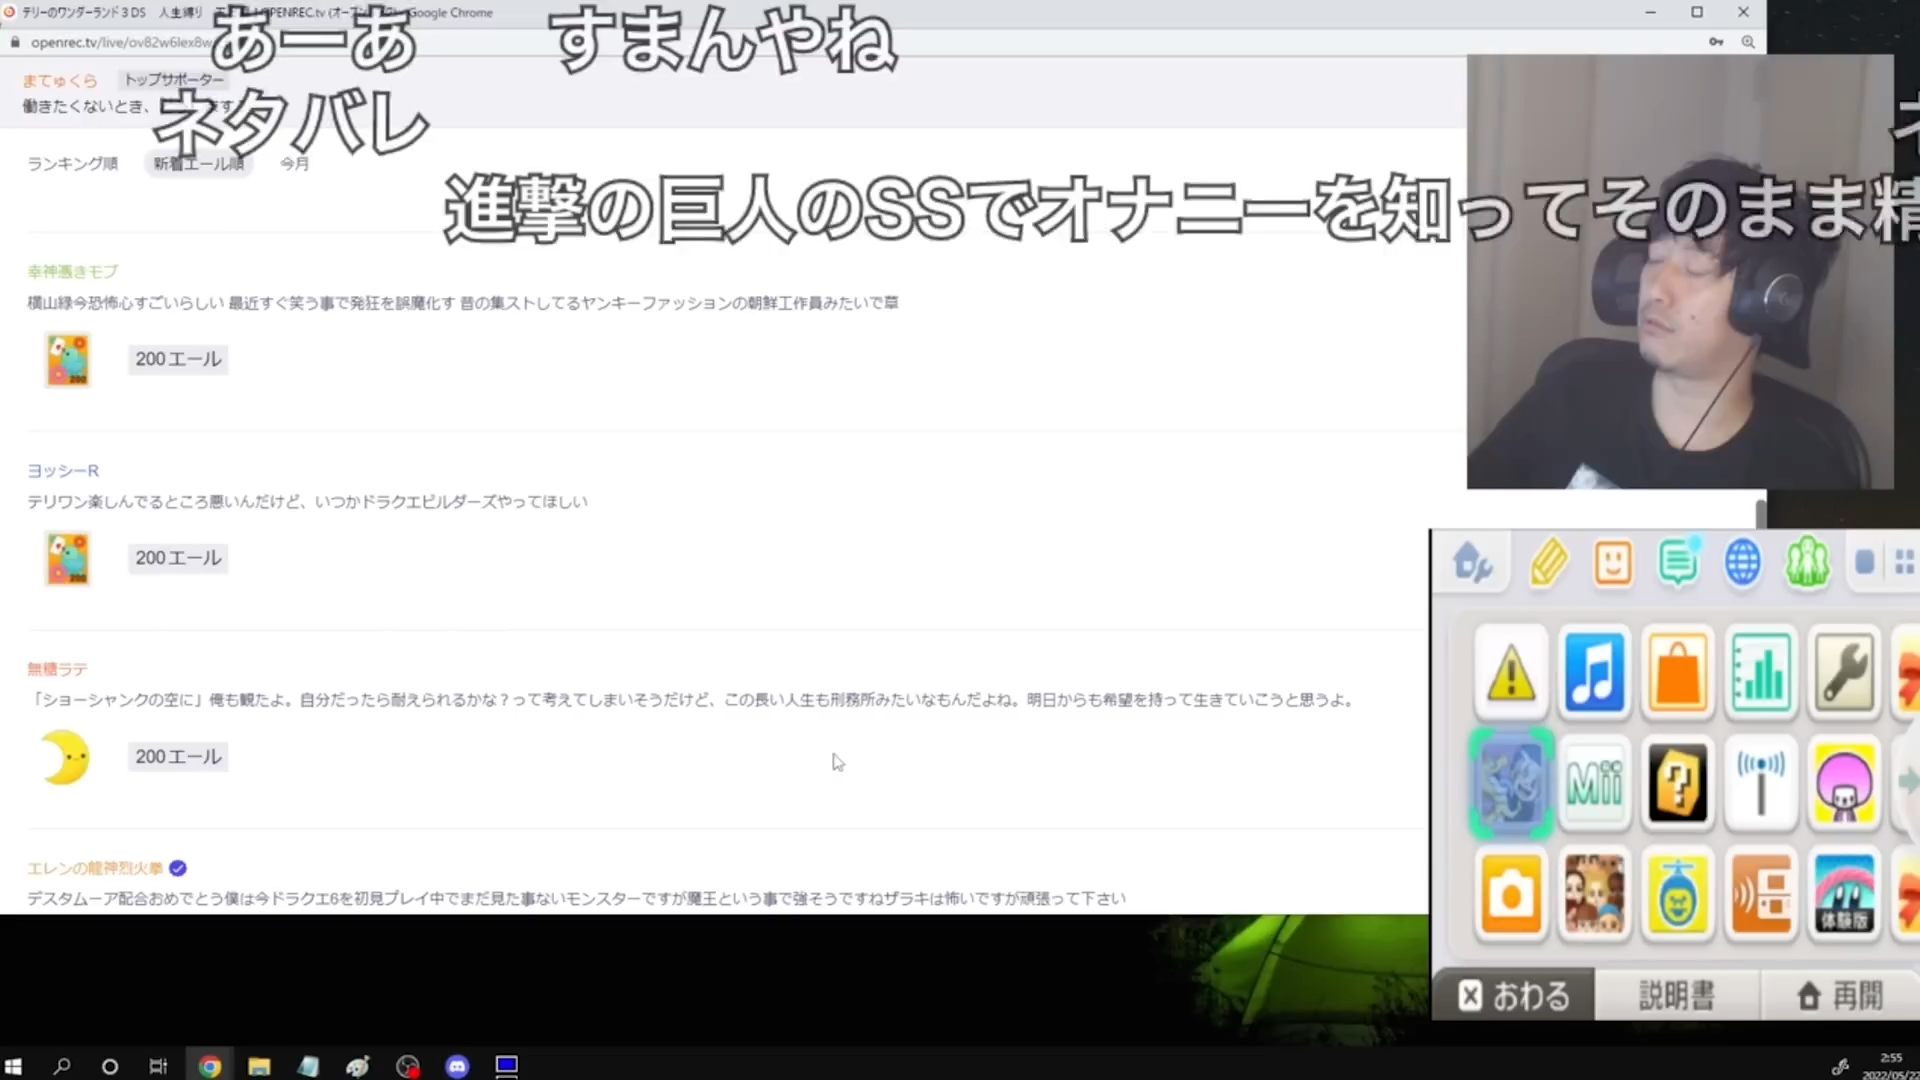 テリーのワンダーランド3DS 人生縛り
Google Chrome
openrec.tv/live/ov82w6lex8w
あーあ すまんやね
まてゅくら トップサポーター
働きたくないとき、
ネタバレ
ランキング順 新着エール順 今月
進撃の巨人のSSでオナニーを知ってそのまま精
幸神憑きモブ
横山緑今恐怖心すごいらしい 最近すぐ笑う事で発狂を誤魔化す 昔の集ストしてるヤンキーファッションの朝鮮工作員みたいで草
200
200エール
ヨッシーR
テリワン楽しんでるところ悪いんだけど、いつかドラクエビルダーズやってほしい
200
200エール
無糖ラテ
「ショーシャンクの空に」俺も観たよ。自分だったら耐えられるかな？って考えてしまいそうだけど、この長い人生も刑務所みたいなもんだよね。明日からも希望を持って生きていこうと思うよ。
200エール
エレンの龍神烈火拳
デスタムーア配合おめでとう僕は今ドラクエ6を初見プレイ中でまだ見た事ないモンスターですが魔王という事で強そうですねザラキは怖いですが頑張って下さい
Mii
?
体験版
X おわる 説明書 再開
2:55
2022/05/22